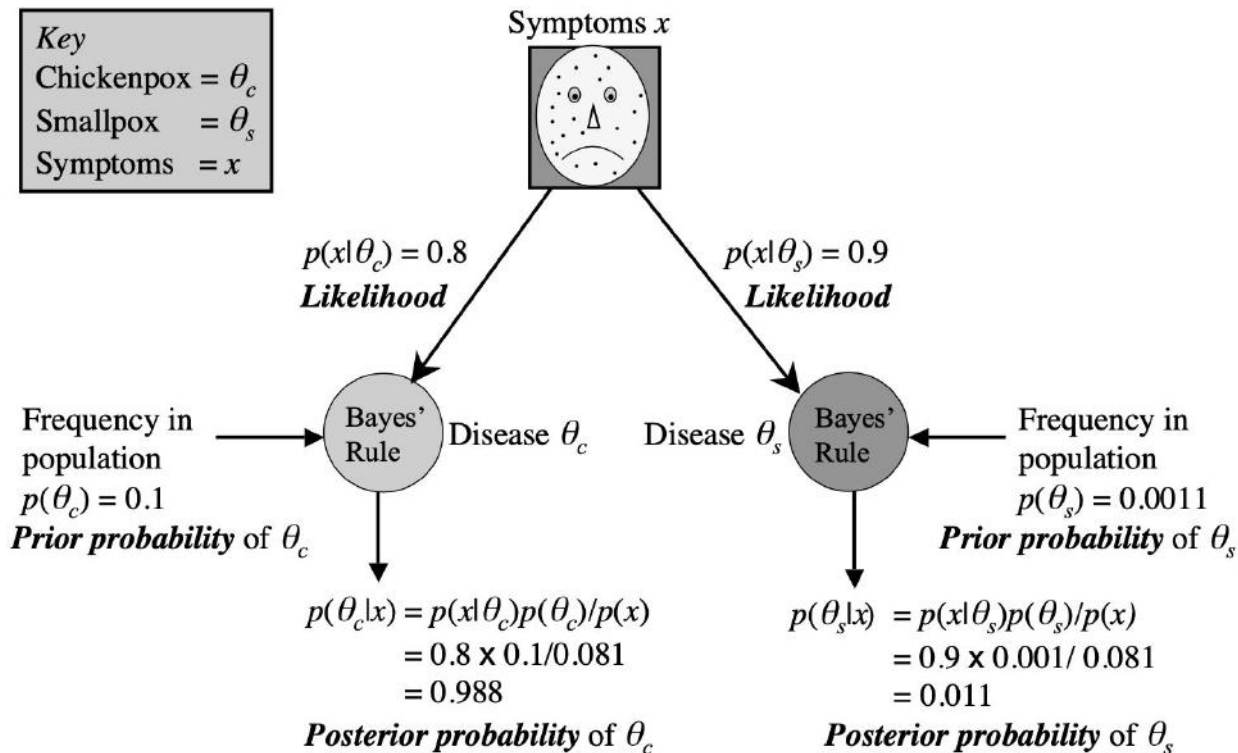 Key
Chickenpox = θc
Smallpox = θs
Symptoms = x
Symptoms x
p(x|θc) = 0.8
Likelihood
p(x|θs) = 0.9
Likelihood
Frequency in
population
p(θc) = 0.1
Prior probability of θc
Bayes’
Rule
Disease θc
Disease θs
Bayes’
Rule
Frequency in
population
p(θs) = 0.0011
Prior probability of θs
p(θc|x) = p(x|θc)p(θc)/p(x)
= 0.8 x 0.1/0.081
= 0.988
Posterior probability of θc
p(θs|x) = p(x|θs)p(θs)/p(x)
= 0.9 x 0.001/ 0.081
= 0.011
Posterior probability of θs